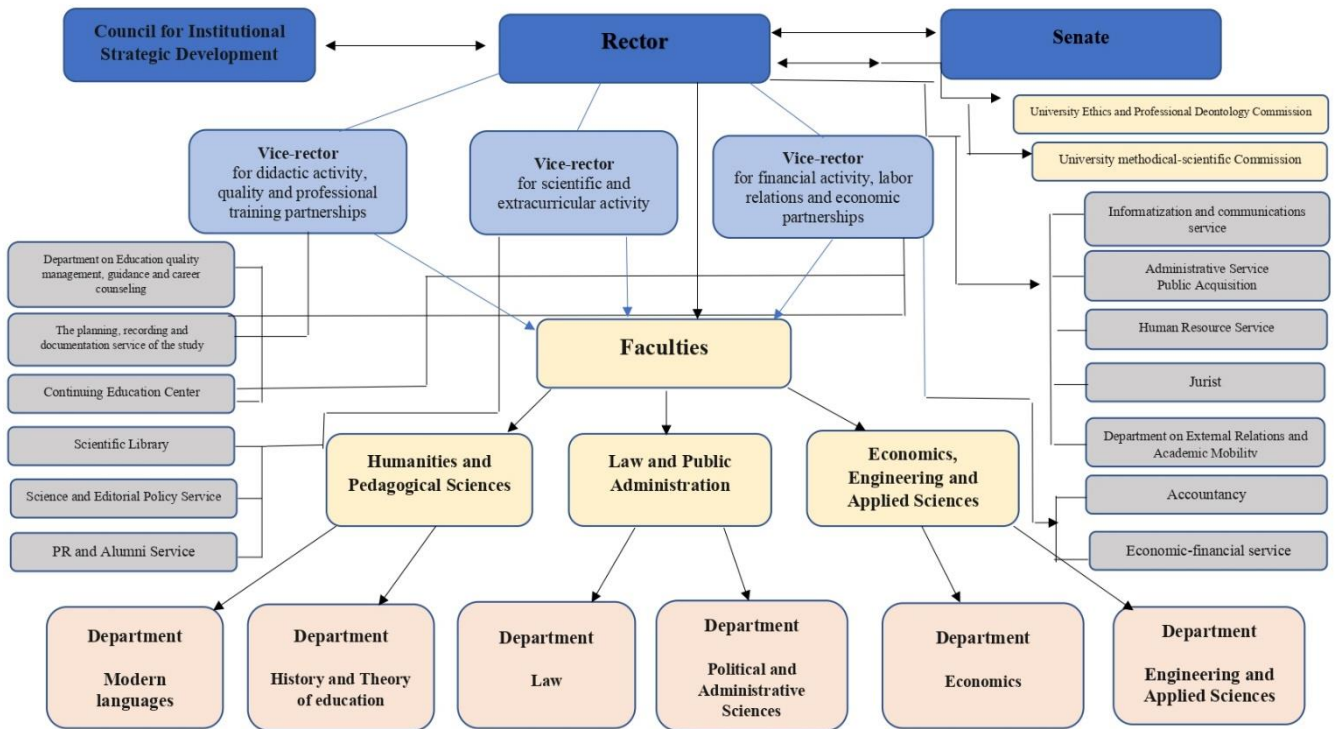 Council for Institutional
Strategic Development
Rector
Senate
University Ethics and Professional Deontology Commission
University methodical-scientific Commission
Vice-rector
for didactic activity,
quality and professional
training partnerships
Vice-rector
for scientific and
extracurricular activity
Vice-rector
for financial activity, labor
relations and economic
partnerships
Department on Education quality
management, guidance and career
counseling
The planning, recording and
documentation service of the study
Continuing Education Center
Scientific Library
Science and Editorial Policy Service
PR and Alumni Service
Informatization and communications
service
Administrative Service
Public Acquisition
Human Resource Service
Jurist
Department on External Relations and
Academic Mobility
Accountancy
Economic-financial service
Faculties
Humanities and
Pedagogical Sciences
Law and Public
Administration
Economics,
Engineering and
Applied Sciences
Department
Modern
languages
Department
History and Theory
of education
Department
Law
Department
Political and
Administrative
Sciences
Department
Economics
Department
Engineering and
Applied Sciences